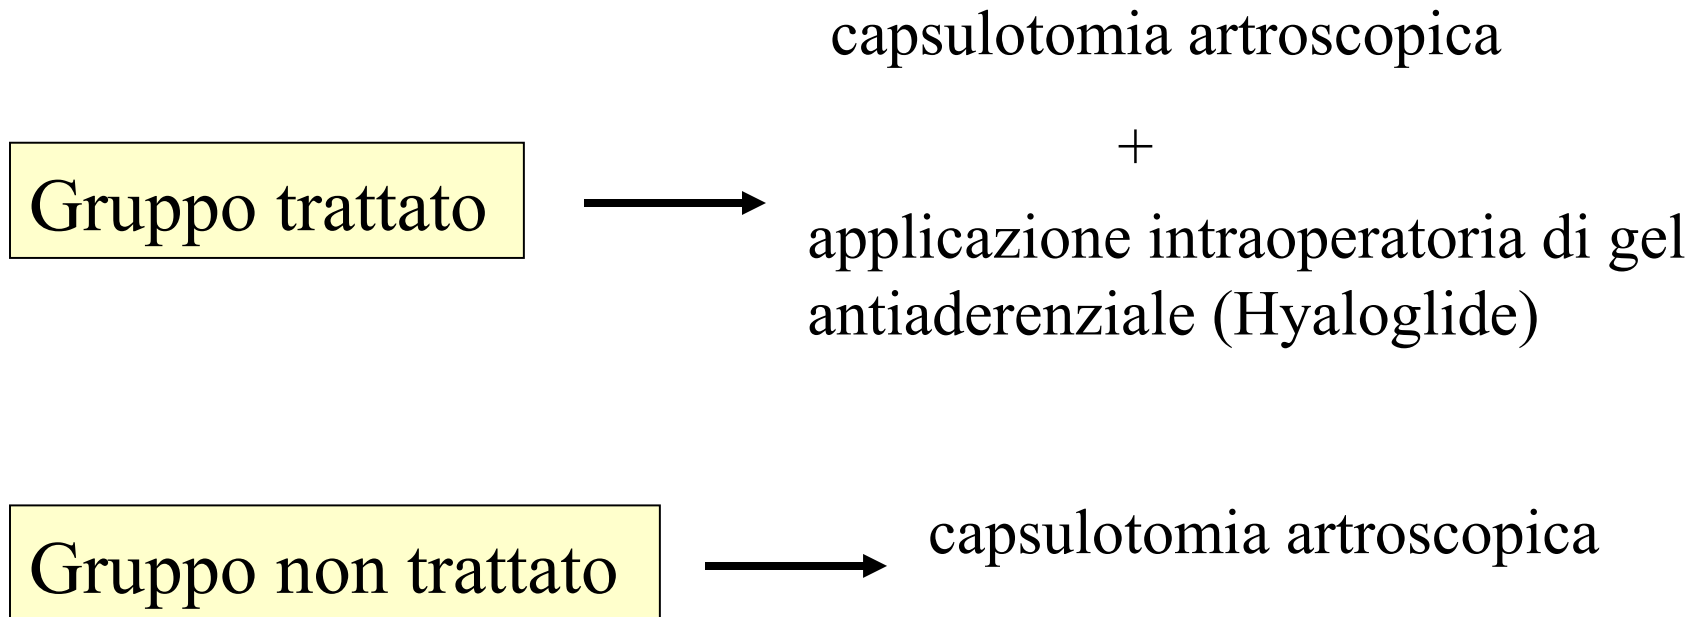 capsulotomia artroscopica
+
Gruppo trattato
applicazione intraoperatoria di gel
antiaderenziale (Hyaloglide)
capsulotomia artroscopica
Gruppo non trattato